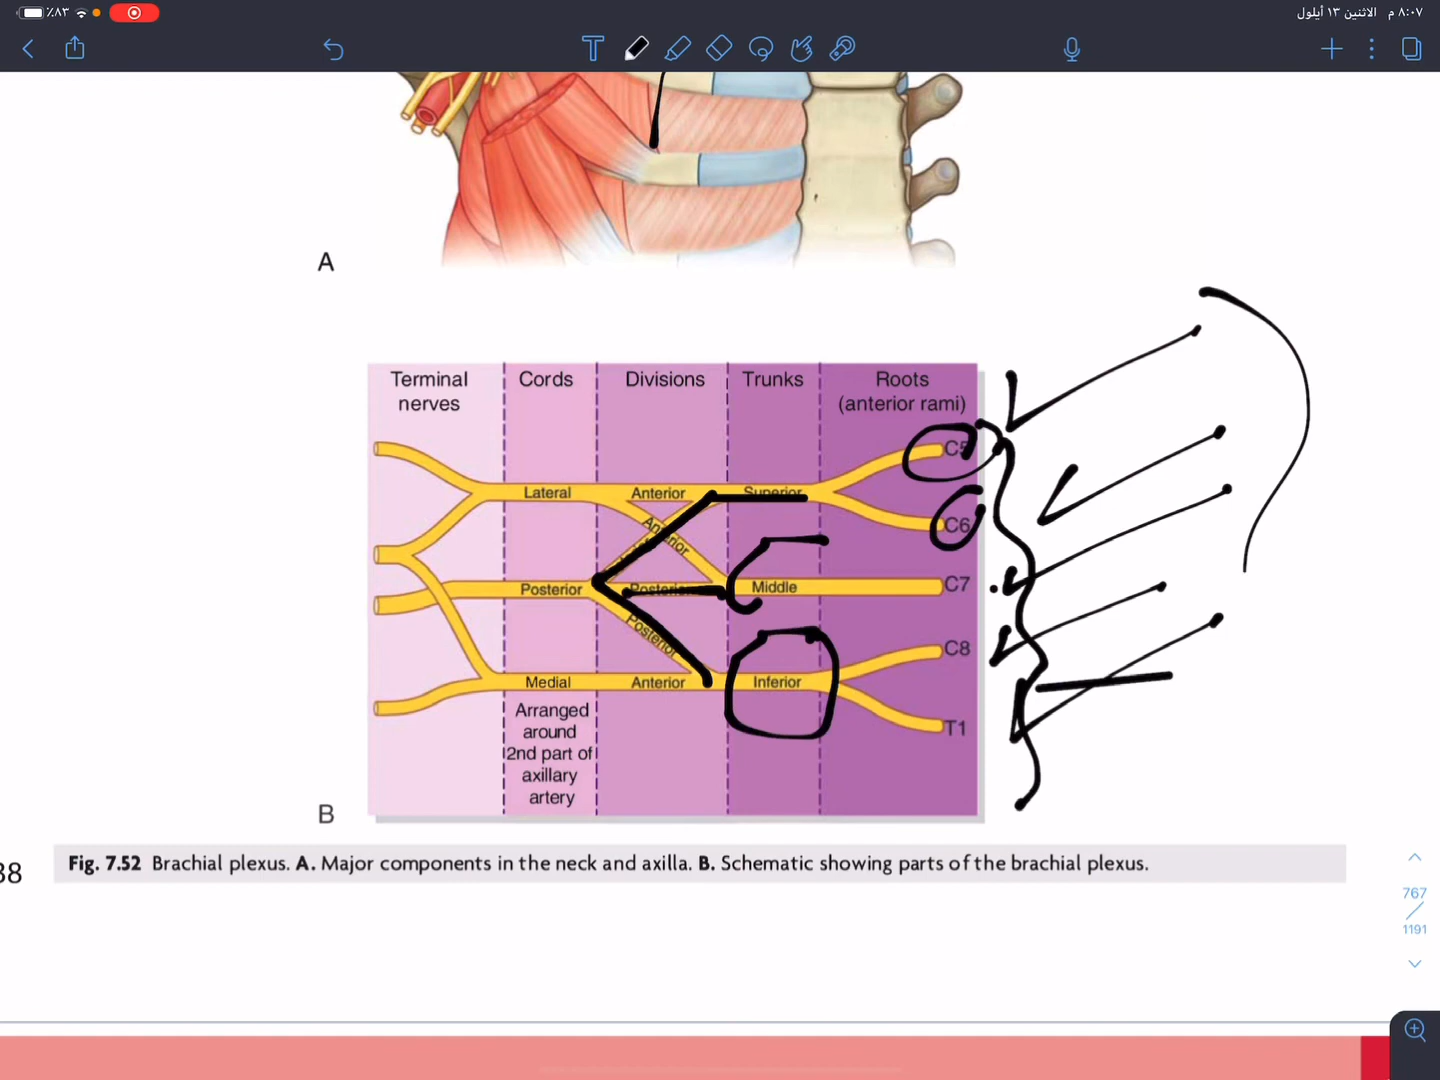 ٪٨٣
٨:٠٧ م الاثنين ١٣ أيلول
T
A
Terminal nerves
Cords
Divisions
Trunks
Roots
(anterior rami)
C5
Lateral
Anterior
Superior
Anterior
C6
Posterior
Posterior
Middle
C7
Posterior
C8
Medial
Anterior
Inferior
Arranged
around
2nd part of
axillary
artery
T1
B
38
Fig. 7.52 Brachial plexus. A. Major components in the neck and axilla. B. Schematic showing parts of the brachial plexus.
767
1191